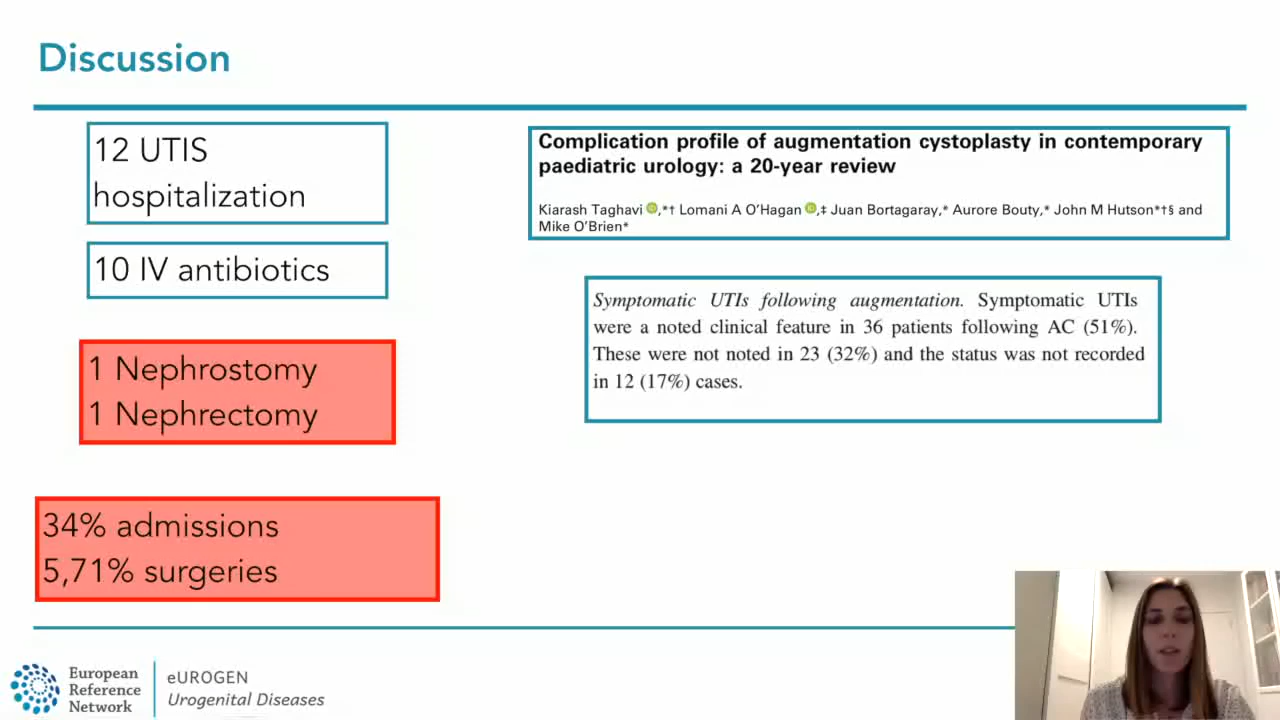 Discussion
12 UTIS
hospitalization
10 IV antibiotics
1 Nephrostomy
1 Nephrectomy
34% admissions
5,71% surgeries
Complication profile of augmentation cystoplasty in contemporary
paediatric urology: a 20-year review
Kiarash Taghavi iD,*† Lomani A O’Hagan iD,‡ Juan Bortagaray,* Aurore Bouty,* John M Hutson*†§ and
Mike O’Brien*
Symptomatic UTIs following augmentation. Symptomatic UTIs
were a noted clinical feature in 36 patients following AC (51%).
These were not noted in 23 (32%) and the status was not recorded
in 12 (17%) cases.
European
Reference
Network
eUROGEN
Urogenital Diseases